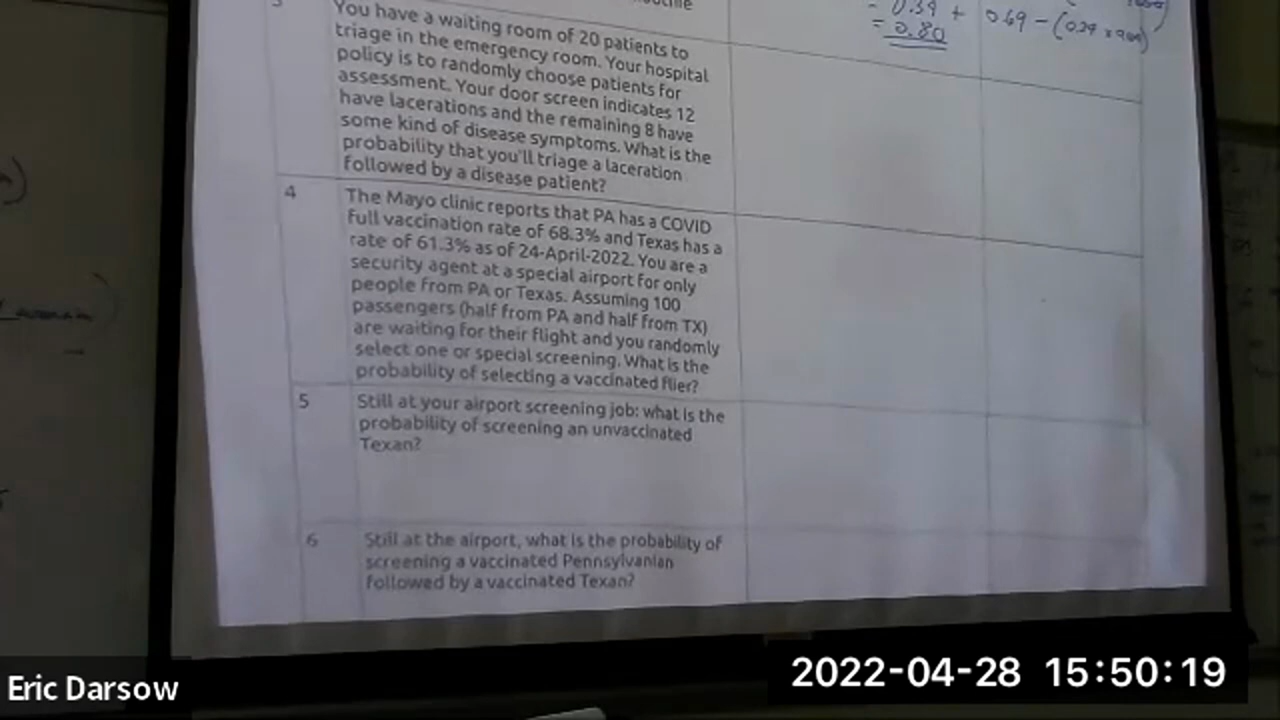 = 0.39 + 0.69 - (0.39 x 0.69)
= 0.80
3
You have a waiting room of 20 patients to
triage in the emergency room. Your hospital
policy is to randomly choose patients for
assessment. Your door screen indicates 12
have lacerations and the remaining 8 have
some kind of disease symptoms. What is the
probability that you'll triage a laceration
followed by a disease patient?
4
The Mayo clinic reports that PA has a COVID
full vaccination rate of 68.3% and Texas has a
rate of 61.3% as of 24-April-2022. You are a
security agent at a special airport for only
people from PA or Texas. Assuming 100
passengers (half from PA and half from TX)
are waiting for their flight and you randomly
select one or special screening. What is the
probability of selecting a vaccinated flier?
5
Still at your airport screening job: what is the
probability of screening an unvaccinated
Texan?
6
Still at the airport, what is the probability of
screening a vaccinated Pennsylvanian
followed by a vaccinated Texan?
Eric Darsow
2022-04-28 15:50:19